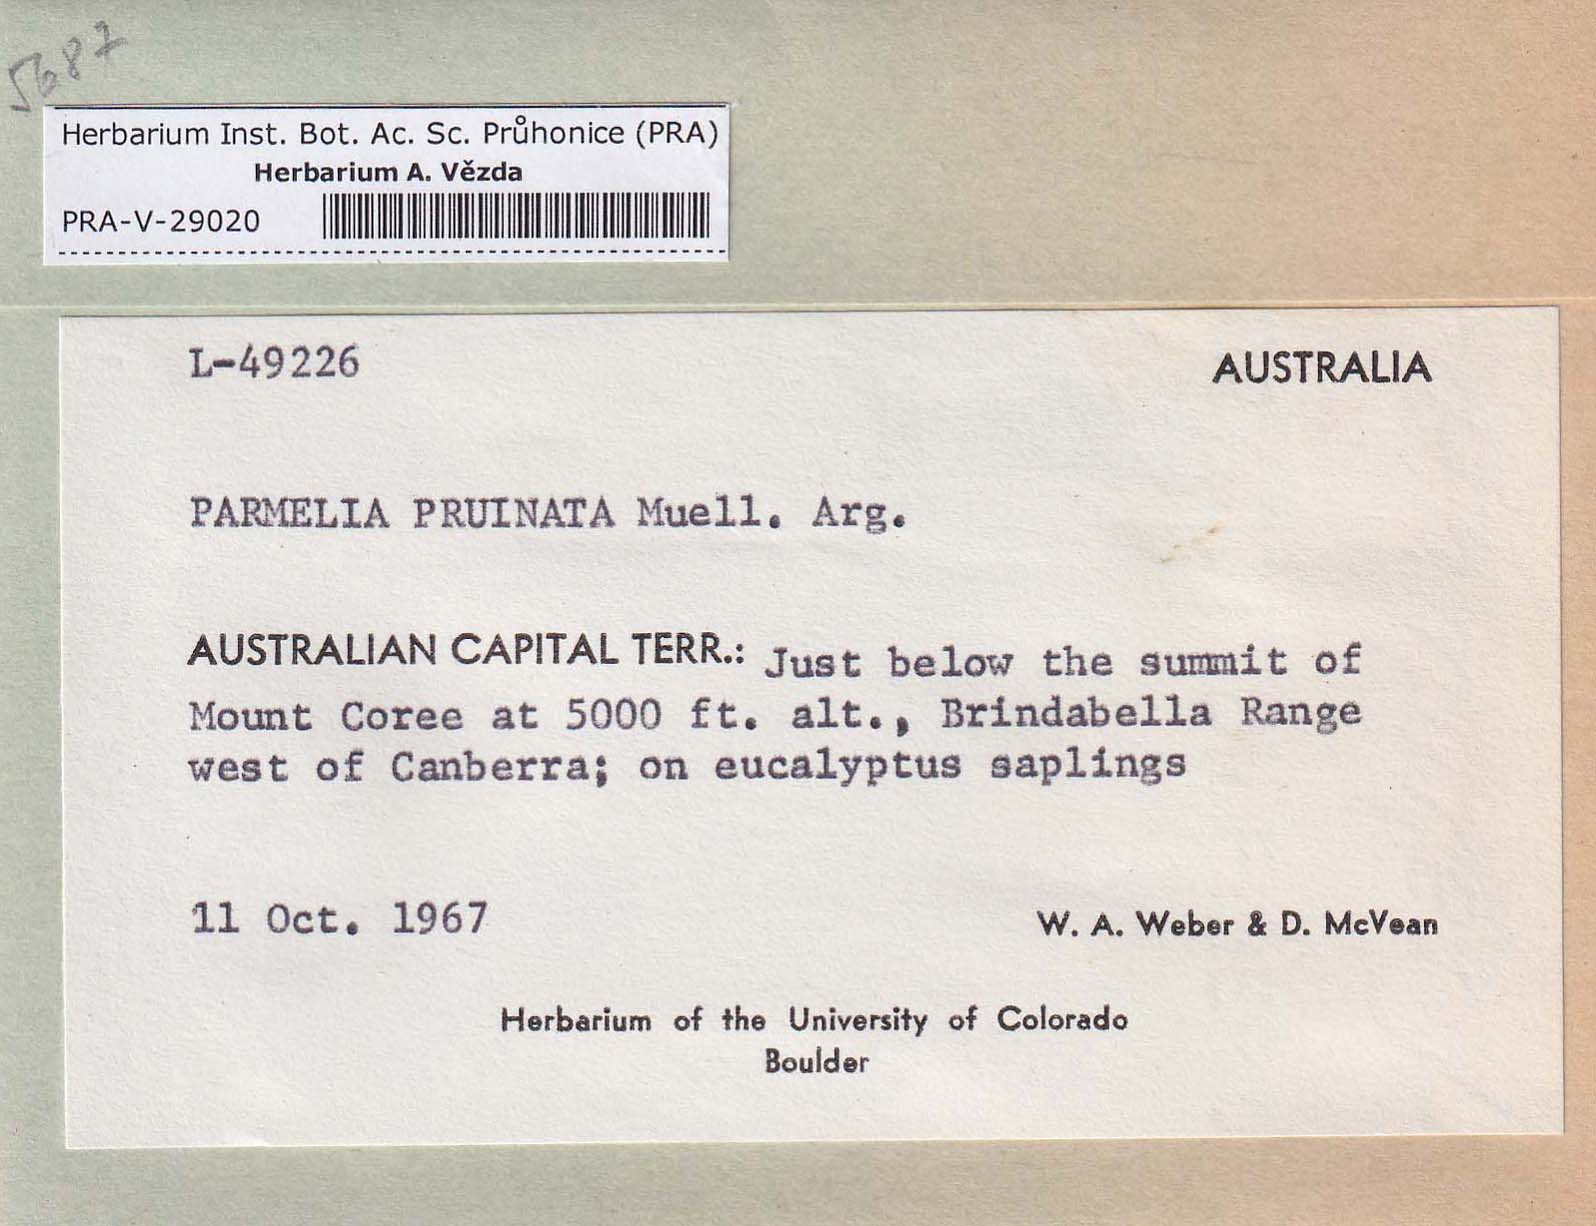 5687
Herbarium Inst. Bot. Ac. Sc. Průhonice (PRA)
Herbarium A. Vězda
PRA-V-29020
L-49226
AUSTRALIA
PARMELIA PRUINATA Muell. Arg.
AUSTRALIAN CAPITAL TERR.: Just below the summit of
Mount Coree at 5000 ft. alt., Brindabella Range
west of Canberra; on eucalyptus saplings
11 Oct. 1967
W. A. Weber & D. McVean
Herbarium of the University of Colorado
Boulder